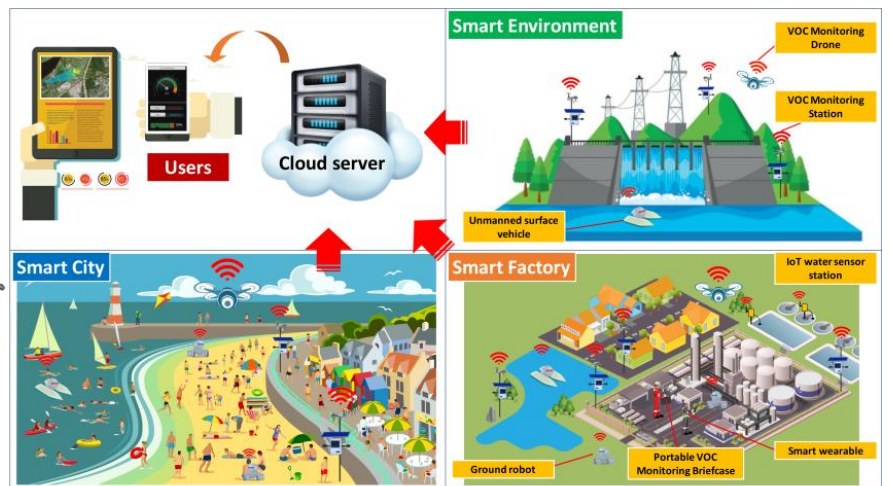 Users
Cloud server
Smart Environment
VOC Monitoring
Drone
VOC Monitoring
Station
Unmanned surface
vehicle
Smart City
Smart Factory
IoT water sensor
station
Ground robot
Portable VOC
Monitoring Briefcase
Smart wearable